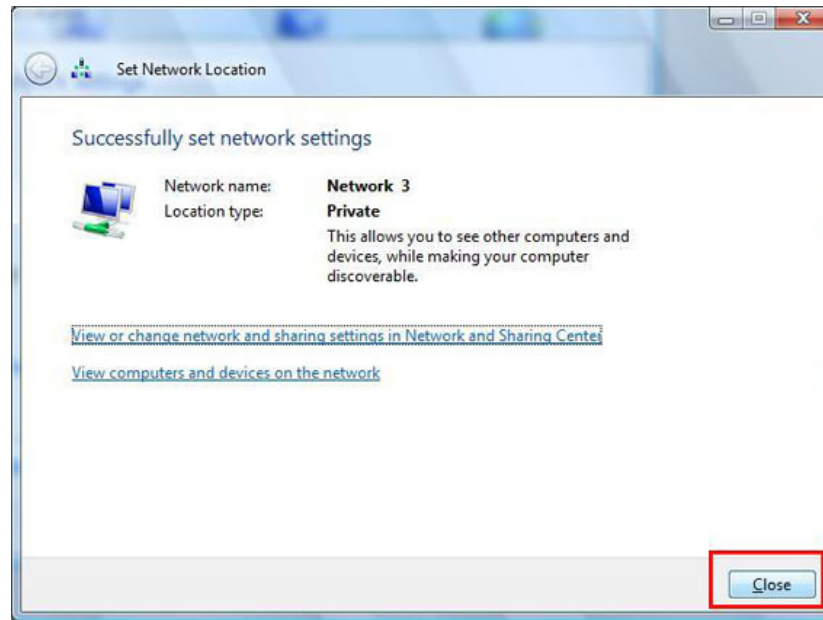 Set Network Location
Successfully set network settings
Network name: Network 3
Location type: Private
This allows you to see other computers and
devices, while making your computer
discoverable.
View or change network and sharing settings in Network and Sharing Center
View computers and devices on the network
Close